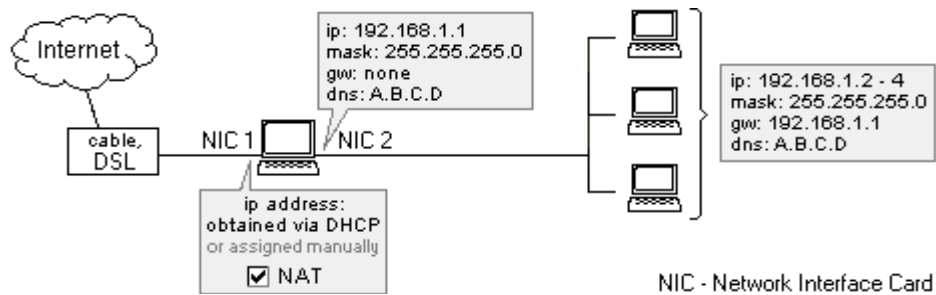 Internet
cable,
DSL
NIC 1
ip: 192.168.1.1
mask: 255.255.255.0
gw: none
dns: A.B.C.D
NIC 2
ip address:
obtained via DHCP
or assigned manually
NAT
ip: 192.168.1.2 - 4
mask: 255.255.255.0
gw: 192.168.1.1
dns: A.B.C.D
NIC - Network Interface Card